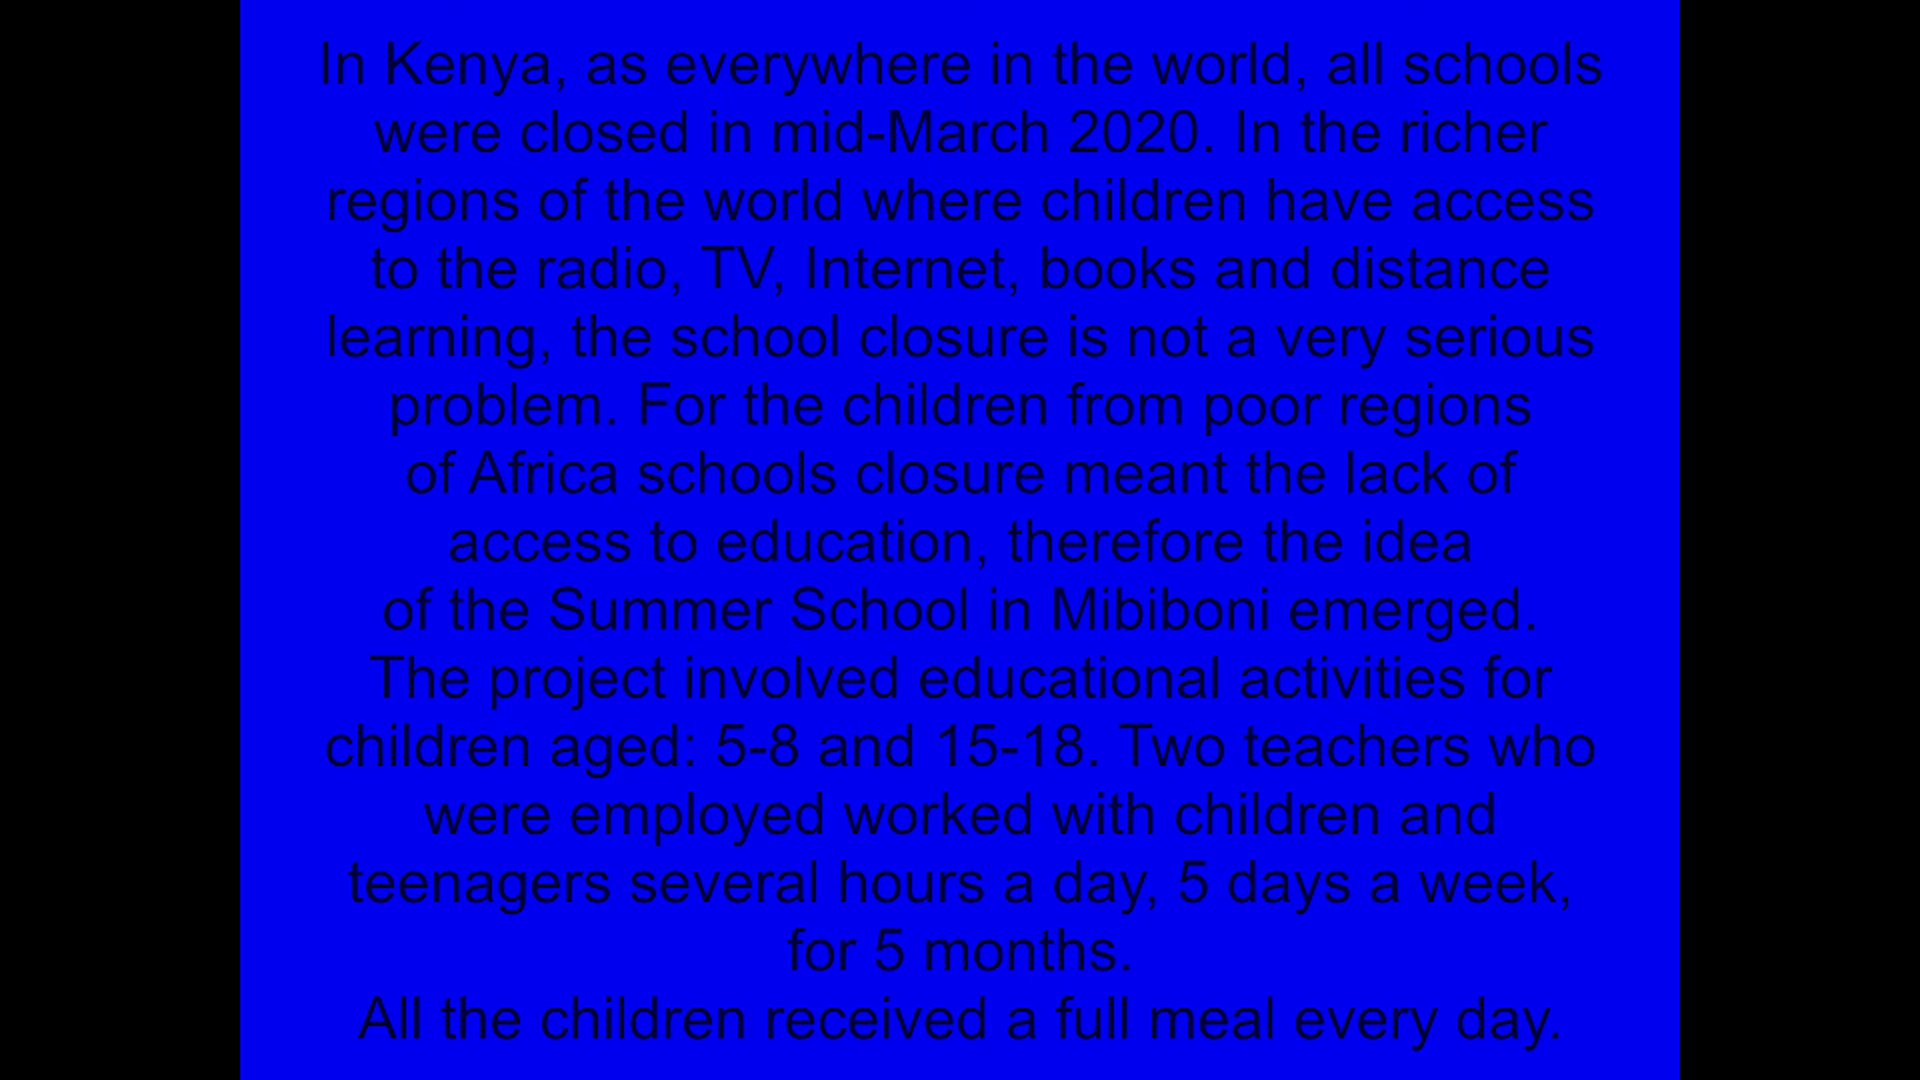 In Kenya, as everywhere in the world, all schools
were closed in mid-March 2020. In the richer
regions of the world where children have access
to the radio, TV, Internet, books and distance
learning, the school closure is not a very serious
problem. For the children from poor regions
of Africa schools closure meant the lack of
access to education, therefore the idea
of the Summer School in Mibiboni emerged.
The project involved educational activities for
children aged: 5-8 and 15-18. Two teachers who
were employed worked with children and
teenagers several hours a day, 5 days a week,
for 5 months.
All the children received a full meal every day.